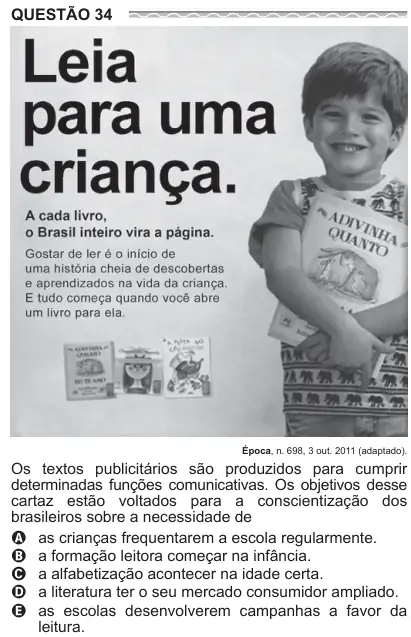 QUESTÃO 34
Leia
para uma
criança.
A cada livro,
o Brasil inteiro vira a página.
Gostar de ler é o início de
uma história cheia de descobertas
e aprendizados na vida da criança.
E tudo começa quando você abre
um livro para ela.
ADIVINHA
QUANTO
ADIVINHA
QUANTO
EU TE AMO
Época, n. 698, 3 out. 2011 (adaptado).
Os textos publicitários são produzidos para cumprir
determinadas funções comunicativas. Os objetivos desse
cartaz estão voltados para a conscientização dos
brasileiros sobre a necessidade de
A as crianças frequentarem a escola regularmente.
B a formação leitora começar na infância.
C a alfabetização acontecer na idade certa.
D a literatura ter o seu mercado consumidor ampliado.
E as escolas desenvolverem campanhas a favor da
leitura.